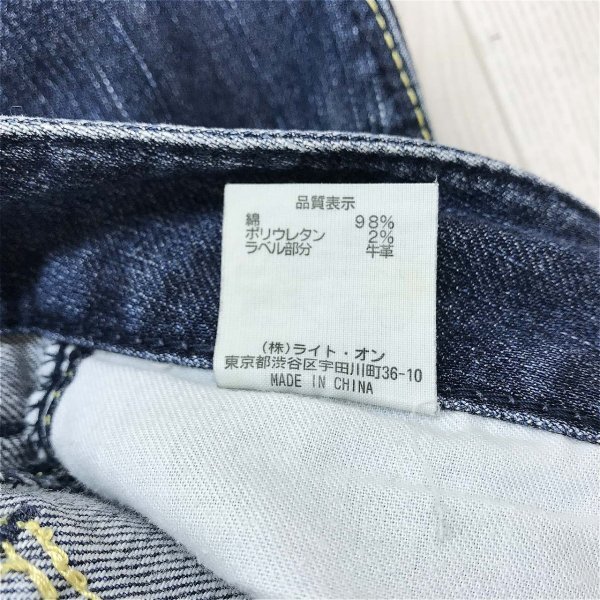 品質表示
綿 98%
ポリウレタン 2%
ラベル部分 牛革
(株)ライト・オン
東京都渋谷区宇田川町36-10
MADE IN CHINA